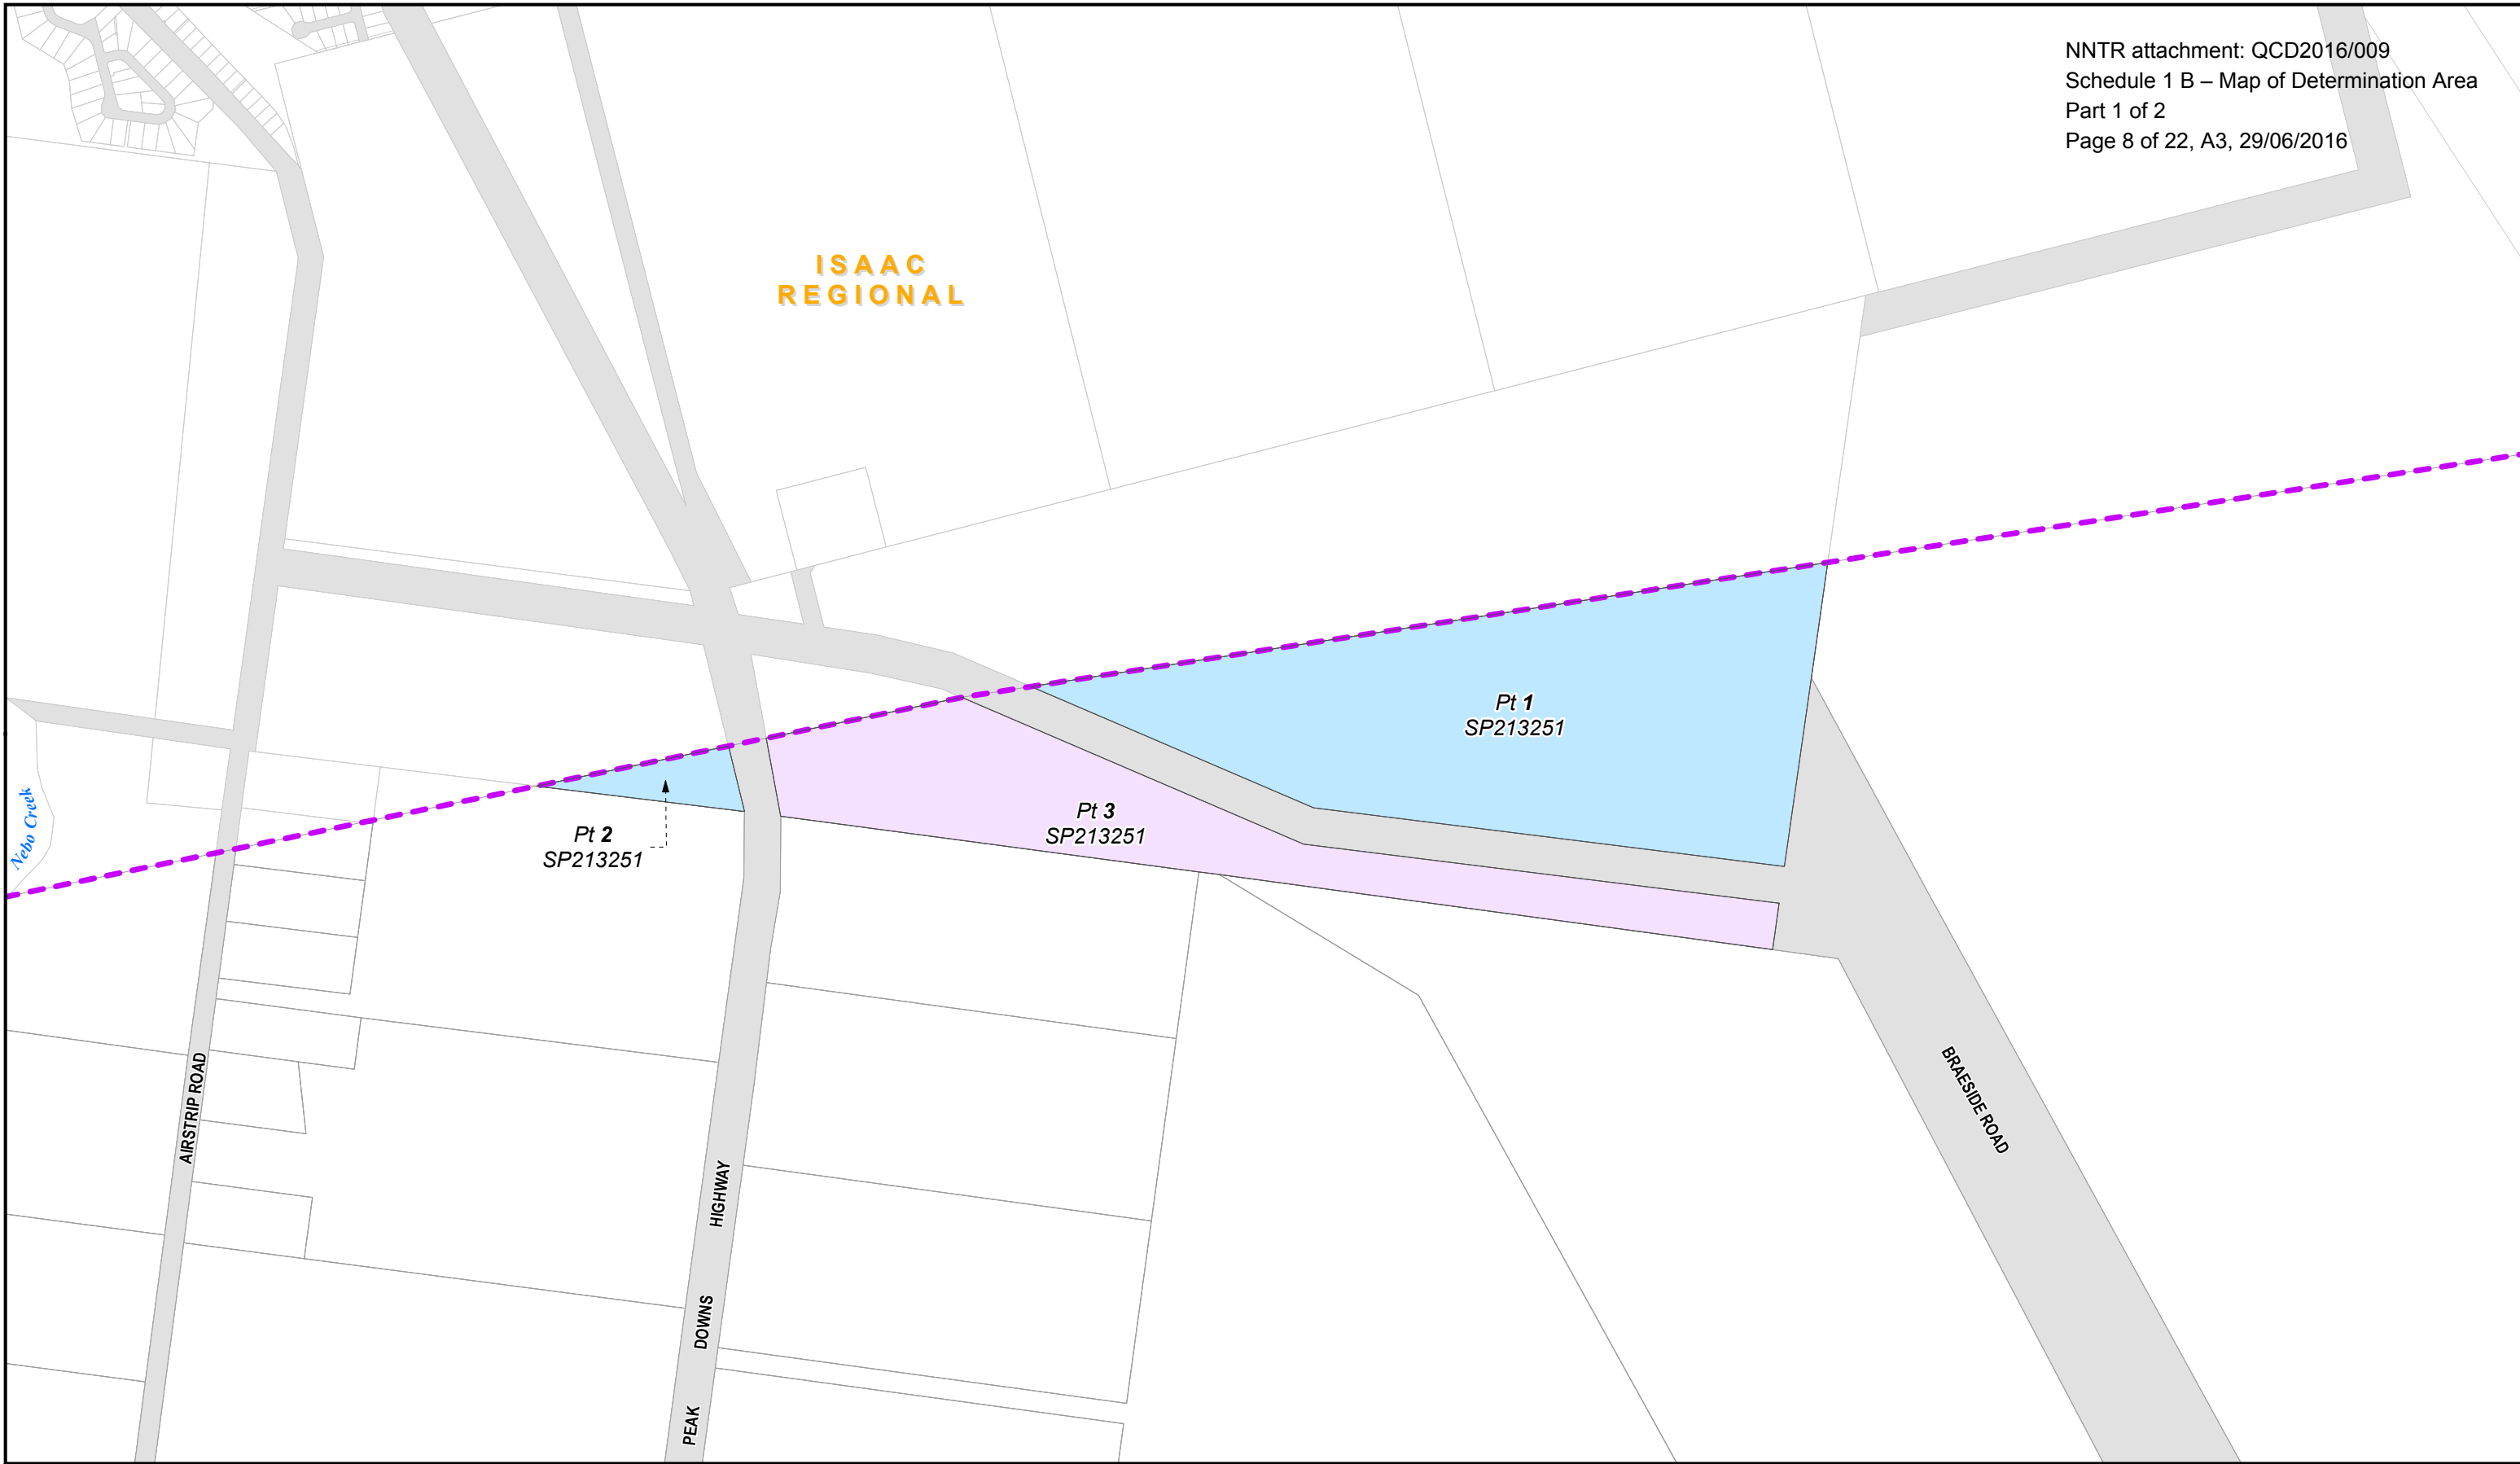 NNTR attachment: QCD2016/009
Schedule 1 B – Map of Determination Area
Part 1 of 2
Page 8 of 22, A3, 29/06/2016
ISAAC
REGIONAL
Pt 1
SP213251
Pt 3
SP213251
Pt 2
SP213251
Nebo Creek
AIRSTRIP ROAD
PEAK DOWNS HIGHWAY
BRAESIDE ROAD